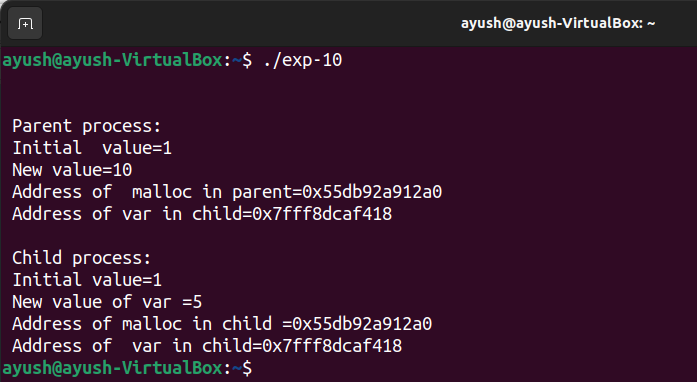 ayush@ayush-VirtualBox: ~
ayush@ayush-VirtualBox:~$ ./exp-10
Parent process:
Initial  value=1
New value=10
Address of  malloc in parent=0x55db92a912a0
Address of var in child=0x7fff8dcaf418
Child process:
Initial value=1
New value of var =5
Address of malloc in child =0x55db92a912a0
Address of  var in child=0x7fff8dcaf418
ayush@ayush-VirtualBox:~$